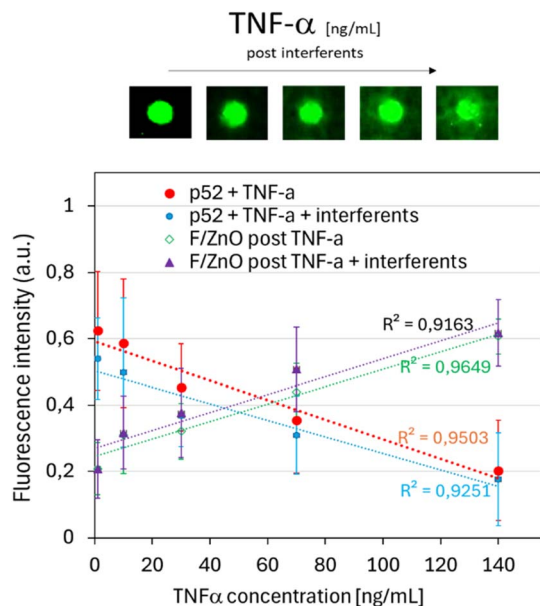 TNF-α [ng/mL]
post interferents
p52 + TNF-a
p52 + TNF-a + interferents
F/ZnO post TNF-a
F/ZnO post TNF-a + interferents
Fluorescence intensity (a.u.)
1
0,8
0,6
0,4
0,2
0
R² = 0,9163
R² = 0,9649
R² = 0,9503
R² = 0,9251
0 20 40 60 80 100 120 140
TNFα concentration [ng/mL]